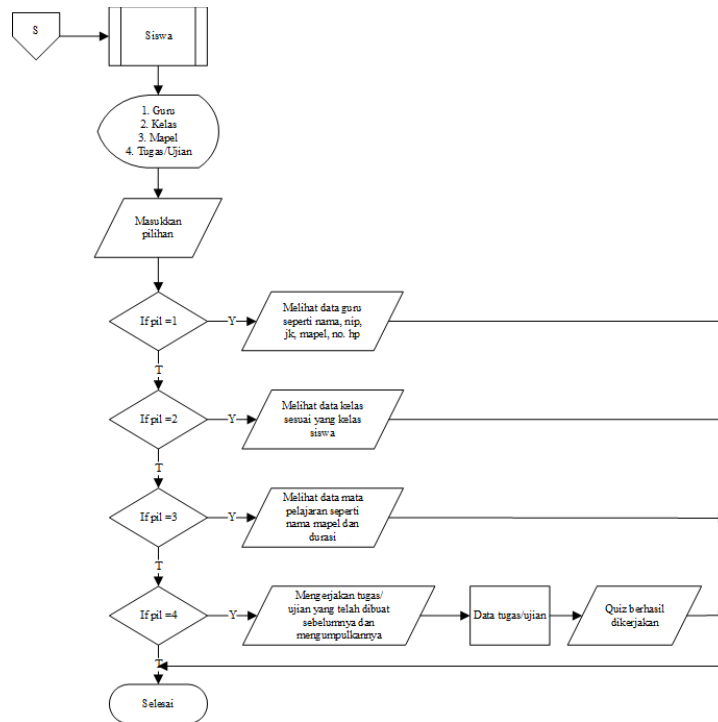 S
Siswa
1. Guru
2. Kelas
3. Mapel
4. Tugas/Ujian
Masukkan
pilihan
If pil =1
Y
Melihat data guru
seperti nama, nip,
jk, mapel, no. hp
T
If pil =2
Y
Melihat data kelas
sesuai yang kelas
siswa
T
If pil =3
Y
Melihat data mata
pelajaran seperti
nama mapel dan
durasi
T
If pil =4
Y
Mengerjakan tugas/
ujian yang telah dibuat
sebelumnya dan
mengumpulkannya
Data tugas/ujian
Quiz berhasil
dikerjakan
T
Selesai